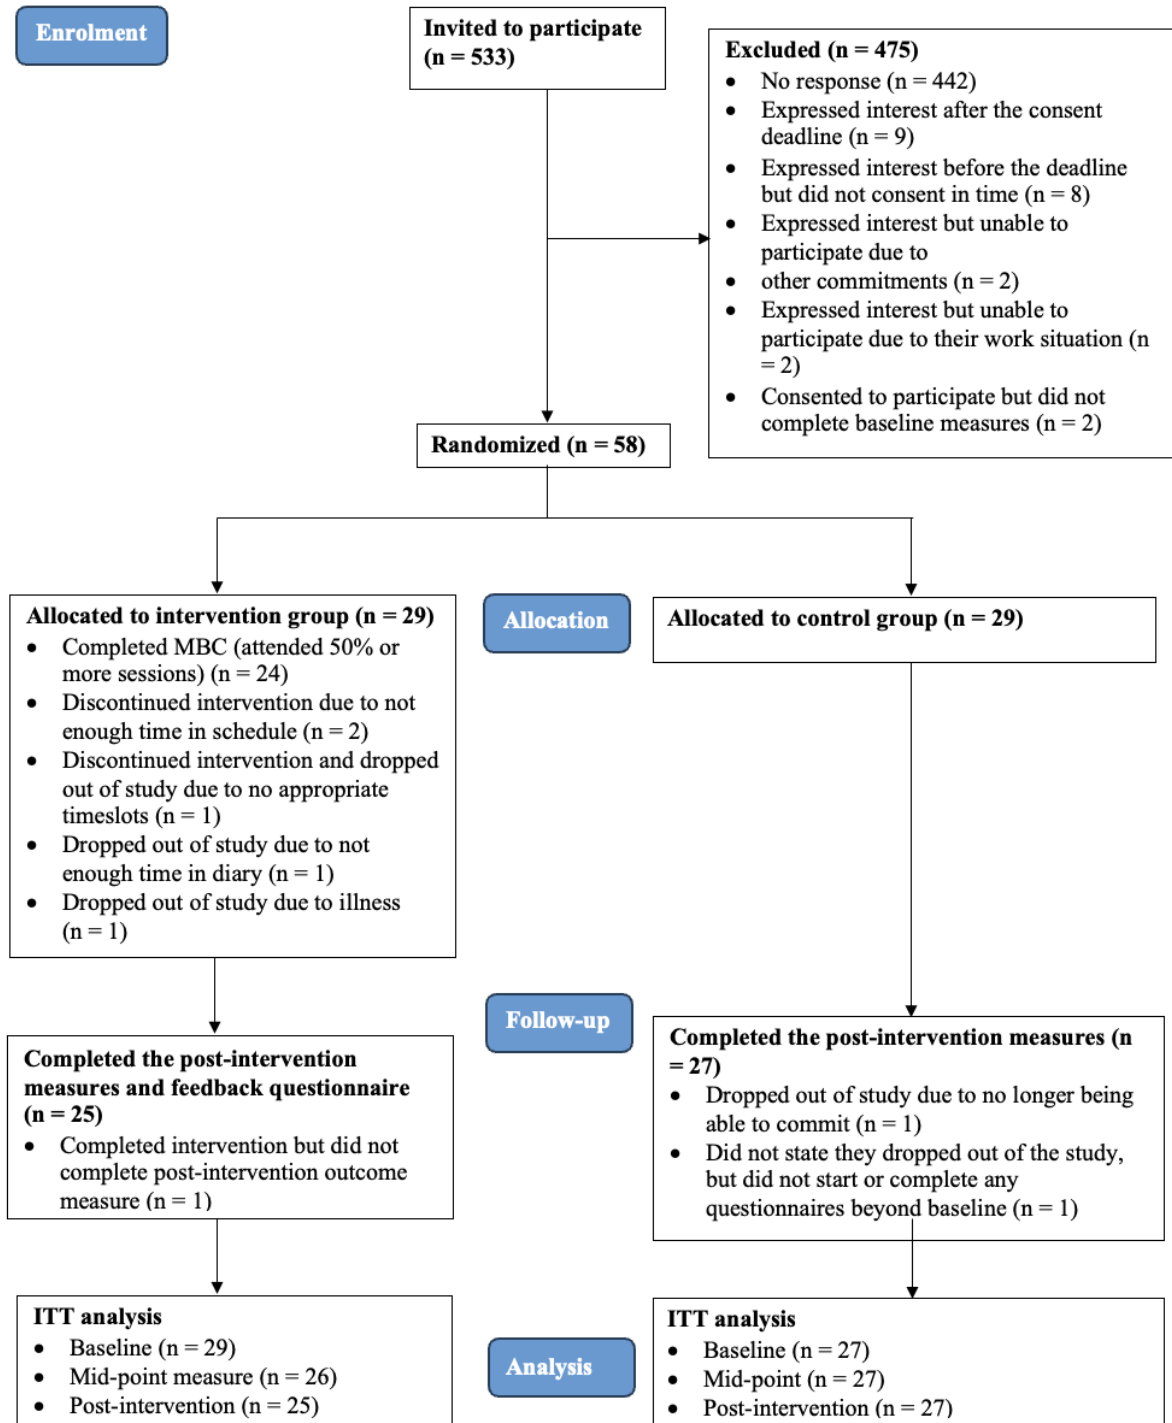 Enrolment
Invited to participate
(n = 533)
Excluded (n = 475)
• No response (n = 442)
• Expressed interest after the consent
deadline (n = 9)
• Expressed interest before the deadline
but did not consent in time (n = 8)
• Expressed interest but unable to
participate due to
• other commitments (n = 2)
• Expressed interest but unable to
participate due to their work situation (n
= 2)
• Consented to participate but did not
complete baseline measures (n = 2)
Randomized (n = 58)
Allocated to intervention group (n = 29)
• Completed MBC (attended 50% or
more sessions) (n = 24)
• Discontinued intervention due to not
enough time in schedule (n = 2)
• Discontinued intervention and dropped
out of study due to no appropriate
timeslots (n = 1)
• Dropped out of study due to not
enough time in diary (n = 1)
• Dropped out of study due to illness
(n = 1)
Allocation
Allocated to control group (n = 29)
Follow-up
Completed the post-intervention
measures and feedback questionnaire
(n = 25)
• Completed intervention but did not
complete post-intervention outcome
measure (n = 1)
Completed the post-intervention measures (n
= 27)
• Dropped out of study due to no longer being
able to commit (n = 1)
• Did not state they dropped out of the study,
but did not start or complete any
questionnaires beyond baseline (n = 1)
ITT analysis
• Baseline (n = 29)
• Mid-point measure (n = 26)
• Post-intervention (n = 25)
Analysis
ITT analysis
• Baseline (n = 27)
• Mid-point (n = 27)
• Post-intervention (n = 27)